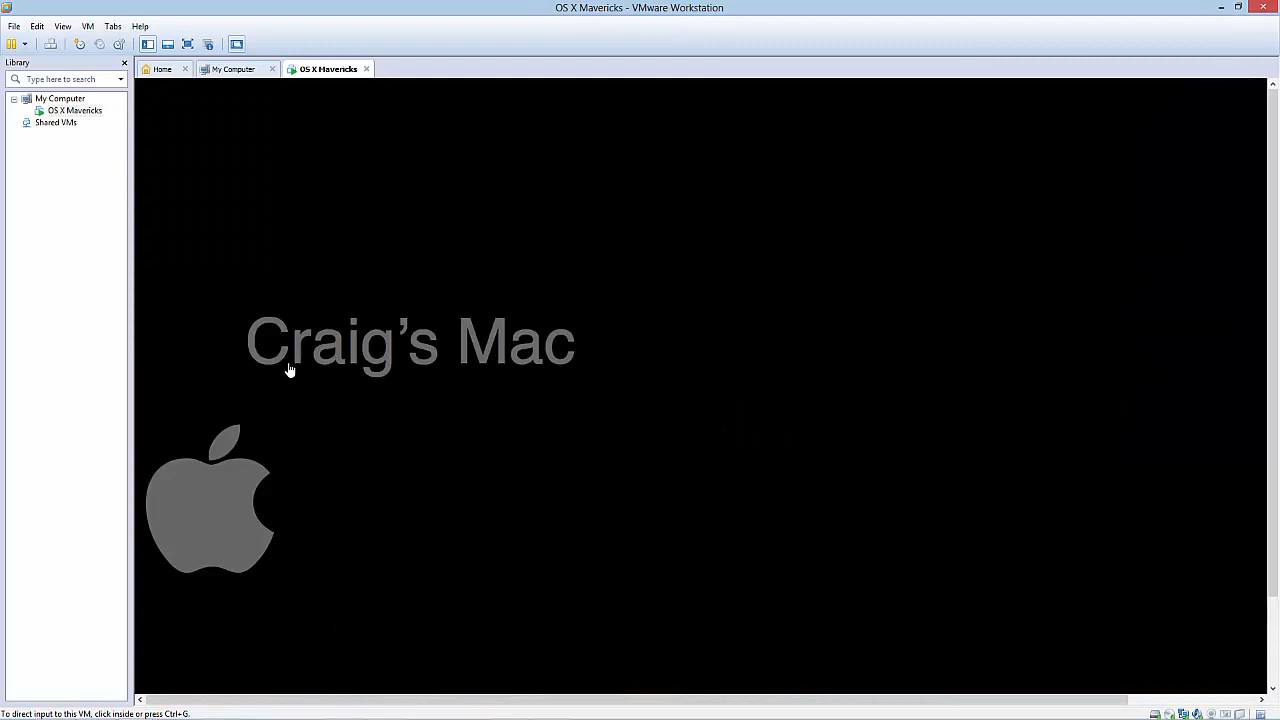 OS X Mavericks - VMware Workstation
File Edit View VM Tabs Help
Library
Type here to search
Home
My Computer
OS X Mavericks
My Computer
OS X Mavericks
Shared VMs
Craig’s Mac
To direct input to this VM, click inside or press Ctrl+G.